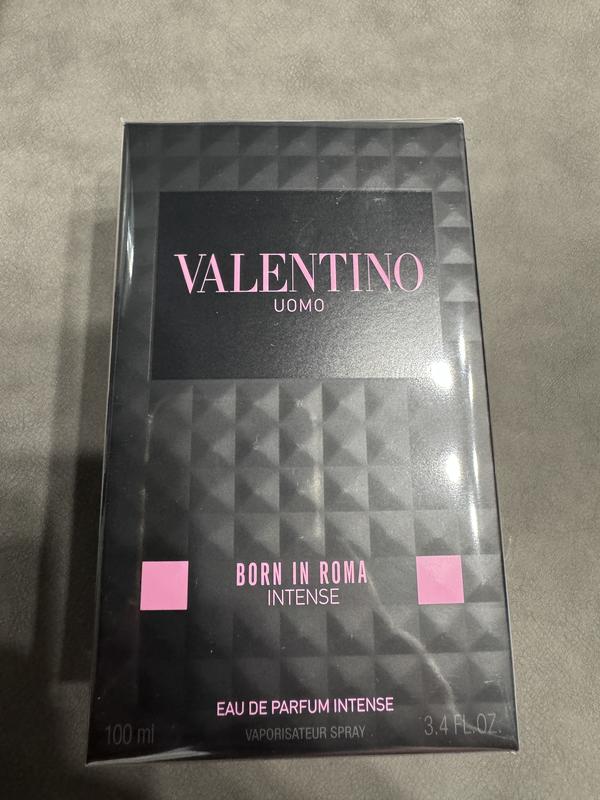 VALENTINO
UOMO
BORN IN ROMA
INTENSE
EAU DE PARFUM INTENSE
100 ml VAPORISATEUR SPRAY 3.4 FL.OZ.